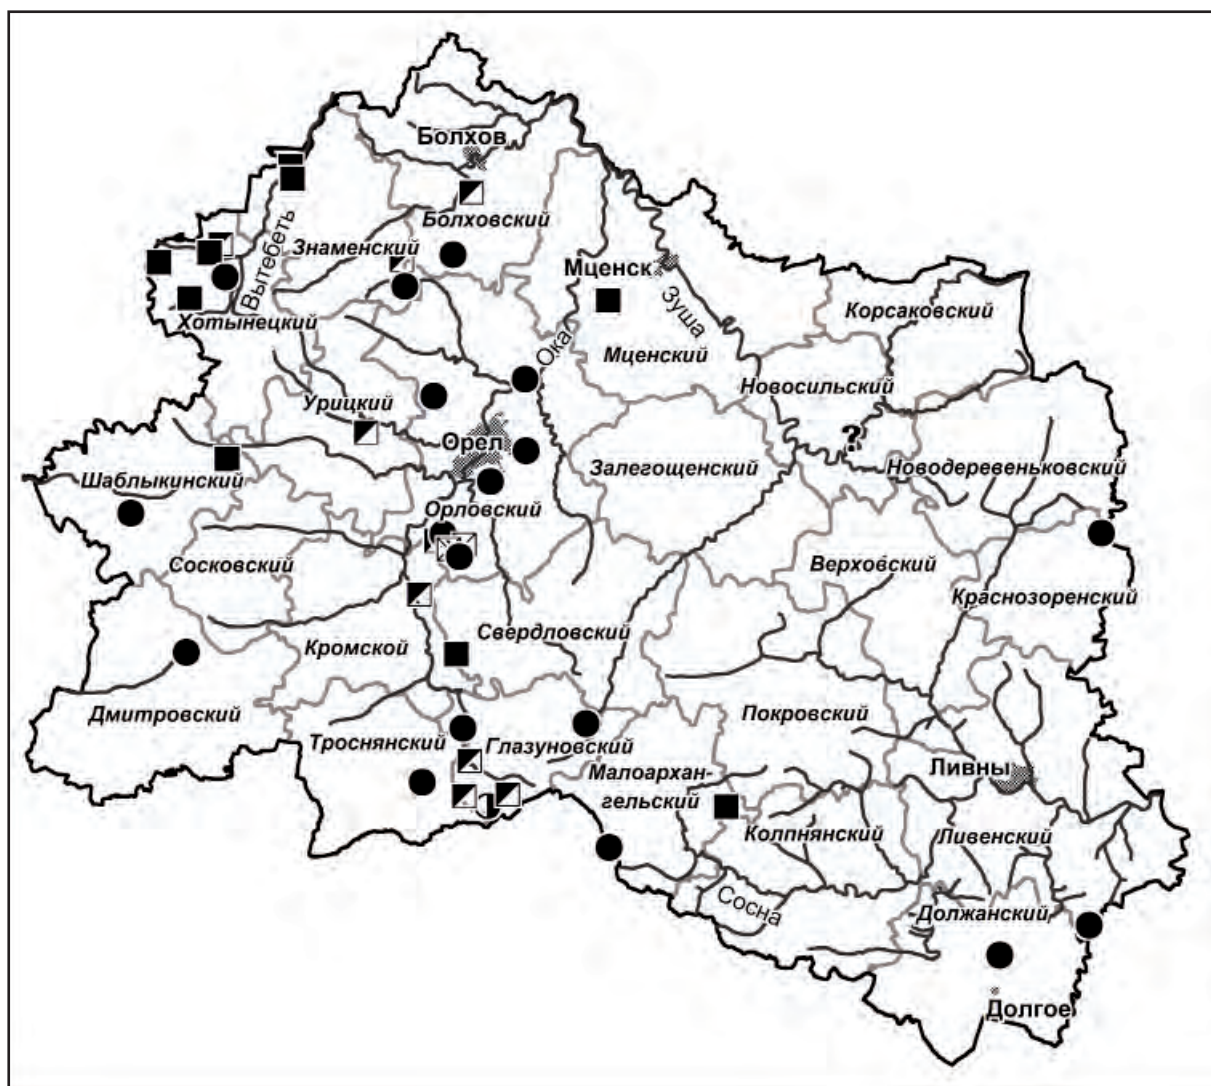 Болхов
Болховский
Знаменский
Вытебеть
Мценск
Зуша
Хотынецкий
Корсаковский
Ока
Мценский
Новосильский
Урицкий
?
Орел
Залегощенский
Новодеревеньковский
Шаблыкинский
Орловский
Сосковский
Верховский
Краснозоренский
Свердловский
Кромской
Дмитровский
Покровский
Троснянский
Глазуновский
Малоархан-
гельский
Ливны
Колпнянский
Ливенский
Сосна
Должанский
Долгое